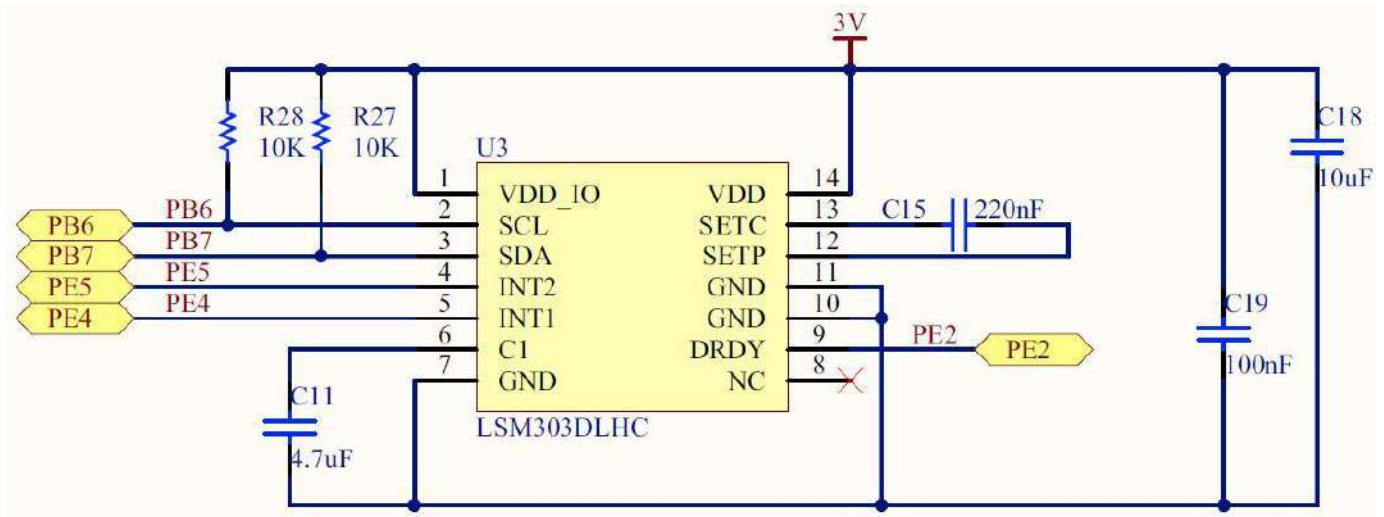 3V
R28
10K
R27
10K
C18
10uF
U3
1
VDD_IO
VDD
14
PB6
PB6
2
SCL
SETC
13
C15
220nF
PB7
PB7
3
SDA
SETP
12
PE5
PE5
4
INT2
GND
11
PE4
PE4
5
INT1
GND
10
C19
100nF
6
C1
DRDY
9
PE2
PE2
7
GND
NC
8
C11
4.7uF
LSM303DLHC